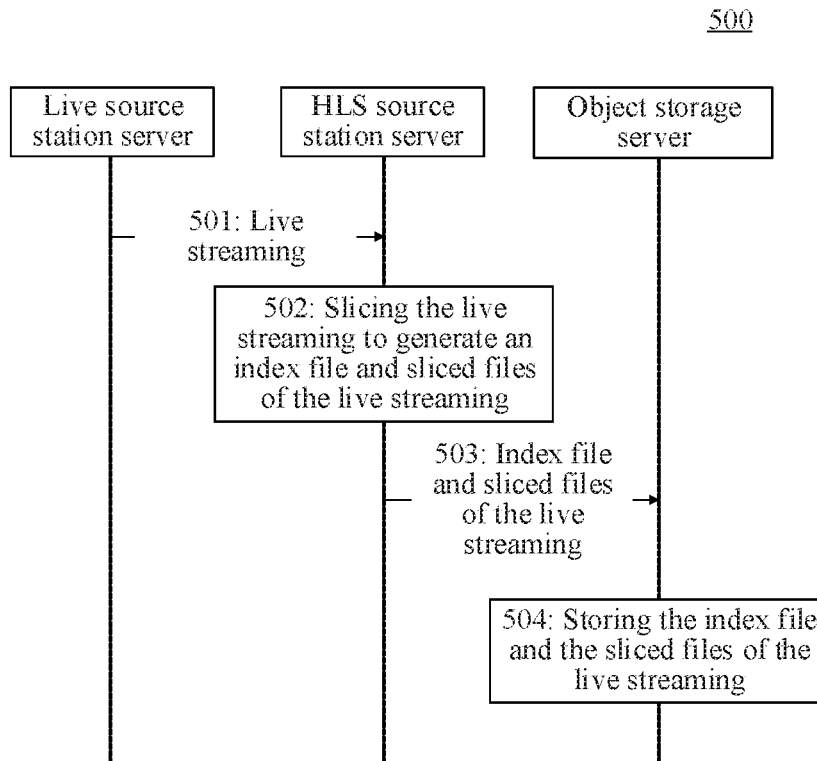 500
Live source
station server
HLS source
station server
Object storage
server
501: Live
streaming
502: Slicing the live
streaming to generate an
index file and sliced files
of the live streaming
503: Index file
and sliced files
of the live
streaming
504: Storing the index file
and the sliced files of the
live streaming